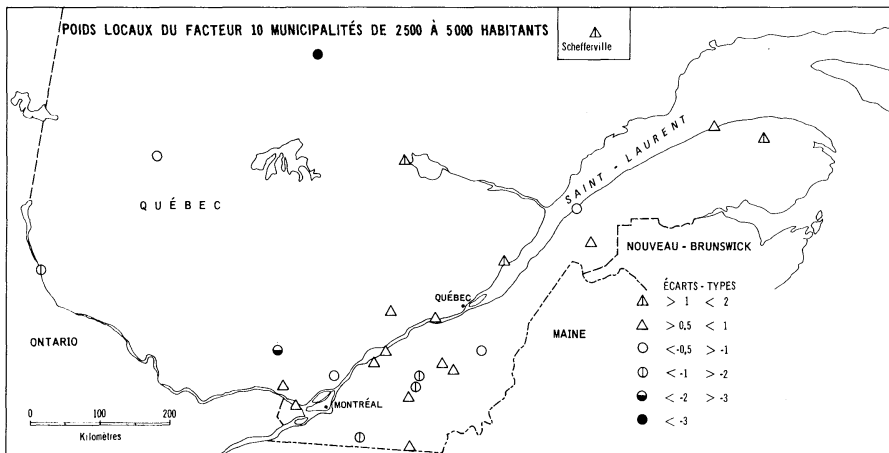 POIDS LOCAUX DU FACTEUR 10 MUNICIPALITÉS DE 2500 À 5000 HABITANTS
Schefferville
SAINT-LAURENT
QUÉBEC
NOUVEAU-BRUNSWICK
QUÉBEC
ONTARIO
MAINE
MONTRÉAL
0 100 200
Kilomètres
ÉCARTS-TYPES
> 1 < 2
> 0.5 < 1
<-0,5 > -1
<-1 > -2
<-2 > -3
<-3